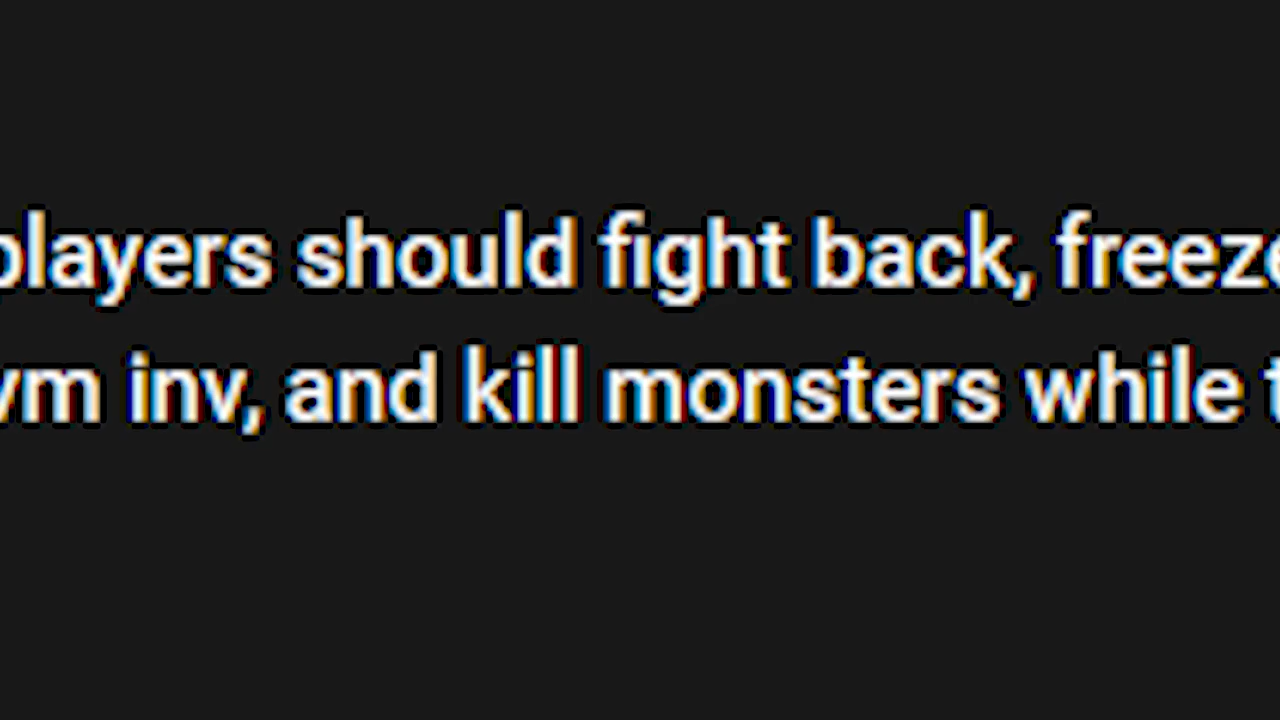 players should fight back, freeze
inv, and kill monsters while